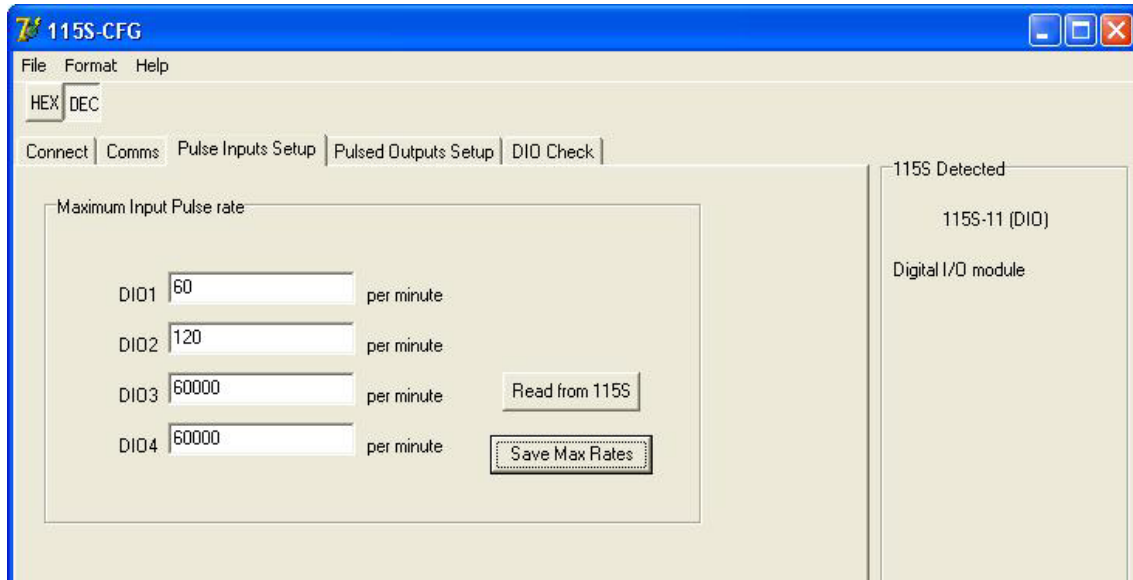 115S-CFG
File Format Help
HEX DEC
Connect Comms Pulse Inputs Setup Pulsed Outputs Setup DIO Check
Maximum Input Pulse rate
DIO1 60 per minute
DIO2 120 per minute
DIO3 60000 per minute
Read from 115S
DIO4 60000 per minute
Save Max Rates
115S Detected
115S-11 (DIO)
Digital I/O module